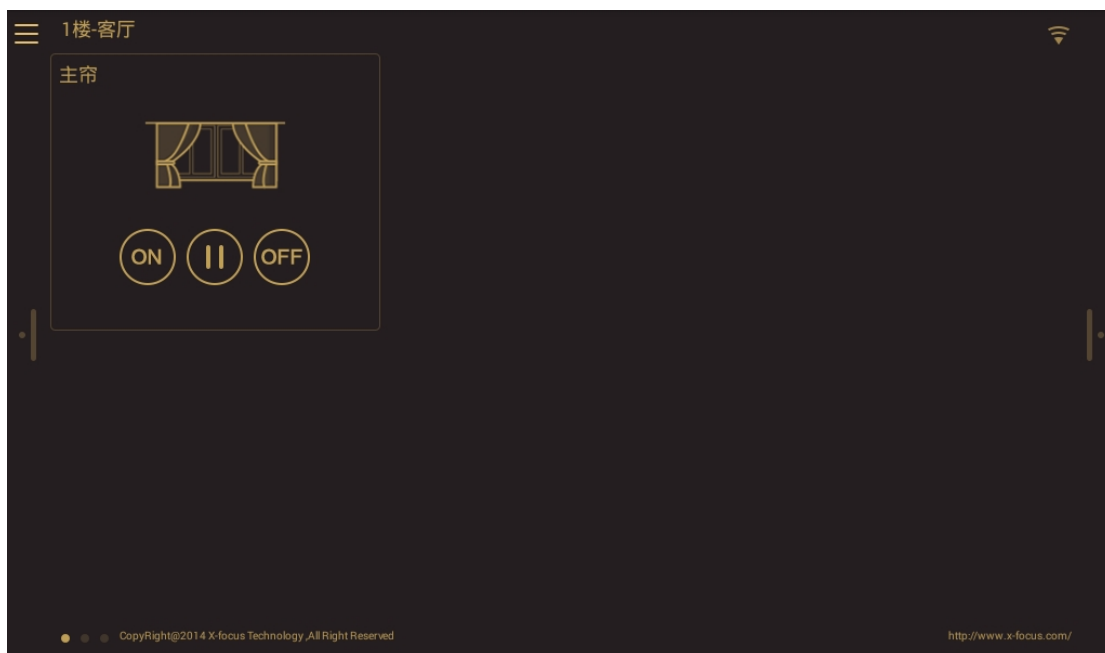 1楼-客厅
主帘
ON
OFF
CopyRight@2014 X-focus Technology ,All Right Reserved
http://www.x-focus.com/